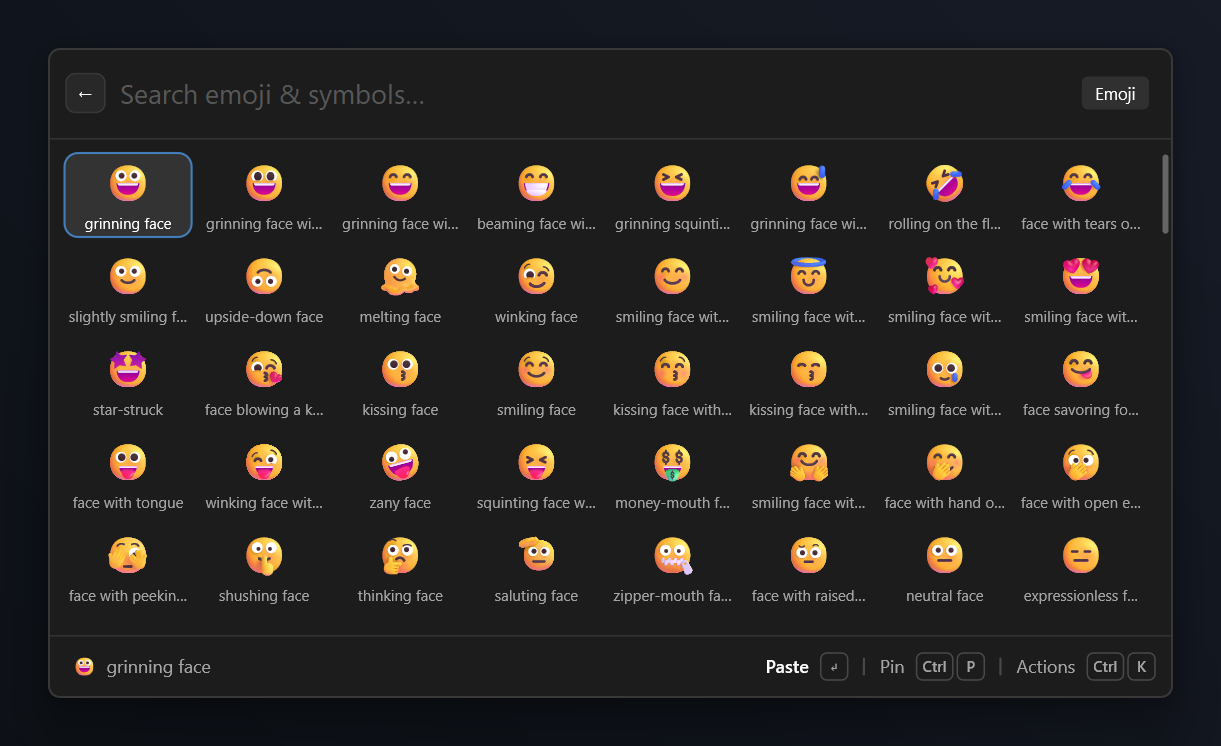 ← Search emoji & symbols... Emoji
grinning face grinning face wi... grinning face wi... beaming face wi... grinning squinti... grinning face wi... rolling on the fl... face with tears o...
slightly smiling f... upside-down face melting face winking face smiling face wit... smiling face wit... smiling face wit... smiling face wit...
star-struck face blowing a k... kissing face smiling face kissing face with... kissing face with... smiling face wit... face savoring fo...
face with tongue winking face wit... zany face squinting face w... money-mouth f... smiling face wit... face with hand o... face with open e...
face with peekin... shushing face thinking face saluting face zipper-mouth fa... face with raised... neutral face expressionless f...
grinning face Paste ↵ | Pin Ctrl P | Actions Ctrl K